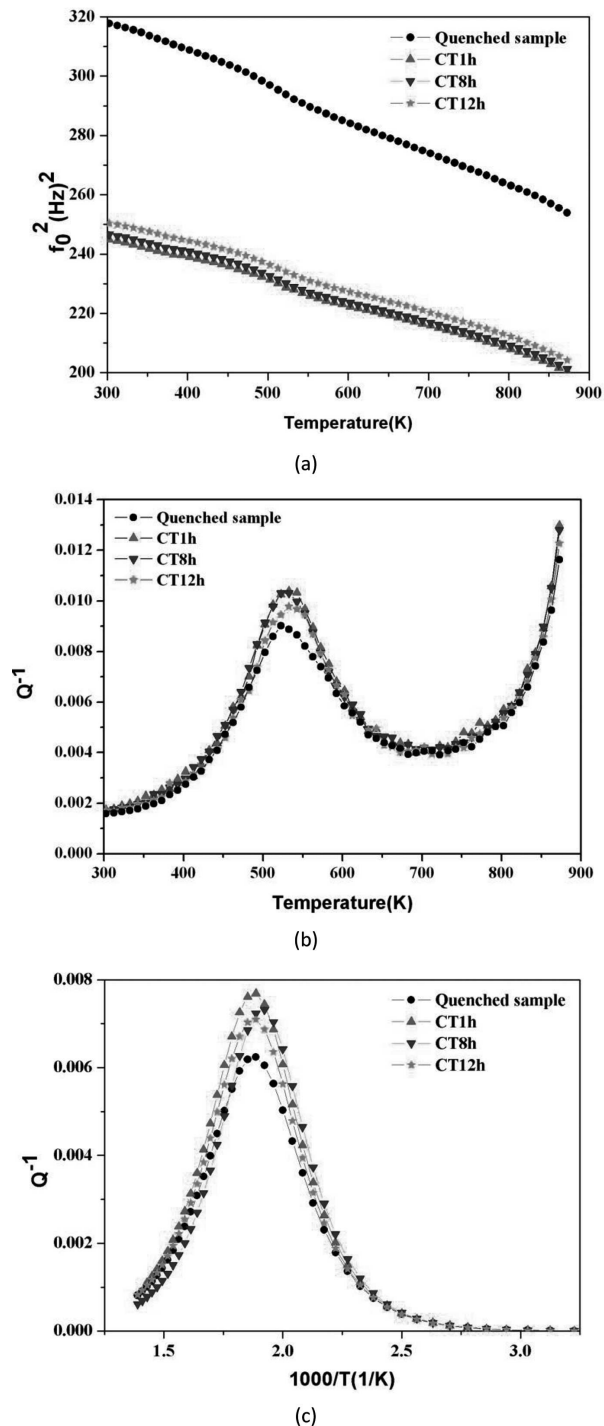 320
300
280
260
240
220
200
f₀² (Hz)²
Quenched sample
CT1h
CT8h
CT12h
300 400 500 600 700 800 900
Temperature(K)
(a)
0.014
0.012
0.010
0.008
0.006
0.004
0.002
0.000
Q⁻¹
Quenched sample
CT1h
CT8h
CT12h
300 400 500 600 700 800 900
Temperature(K)
(b)
0.008
0.006
0.004
0.002
0.000
Q⁻¹
Quenched sample
CT1h
CT8h
CT12h
1.5 2.0 2.5 3.0
1000/T(1/K)
(c)